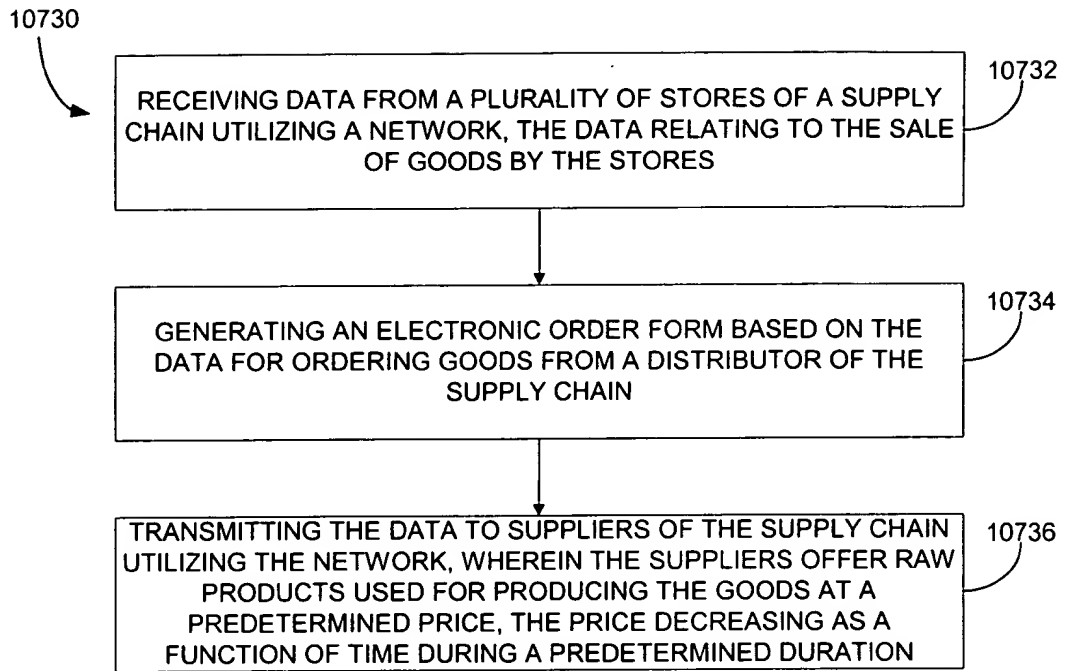 10730
10732
RECEIVING DATA FROM A PLURALITY OF STORES OF A SUPPLY
CHAIN UTILIZING A NETWORK, THE DATA RELATING TO THE SALE
OF GOODS BY THE STORES
10734
GENERATING AN ELECTRONIC ORDER FORM BASED ON THE
DATA FOR ORDERING GOODS FROM A DISTRIBUTOR OF THE
SUPPLY CHAIN
10736
TRANSMITTING THE DATA TO SUPPLIERS OF THE SUPPLY CHAIN
UTILIZING THE NETWORK, WHEREIN THE SUPPLIERS OFFER RAW
PRODUCTS USED FOR PRODUCING THE GOODS AT A
PREDETERMINED PRICE, THE PRICE DECREASING AS A
FUNCTION OF TIME DURING A PREDETERMINED DURATION